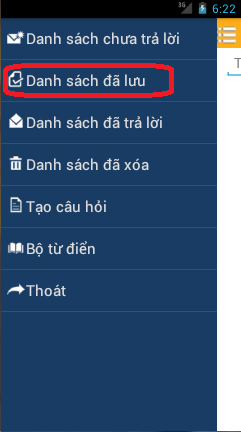 3G 6:22
Danh sách chưa trả lời
Danh sách đã lưu
Danh sách đã trả lời
Danh sách đã xóa
Tạo câu hỏi
Bộ từ điển
Thoát